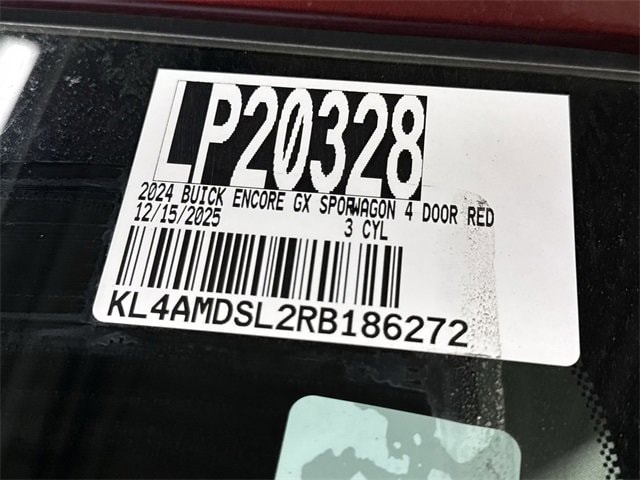 LP20328
2024 BUICK ENCORE GX SPORWAGON 4 DOOR RED
12/15/2025 3 CYL
KL4AMDSL2RB186272